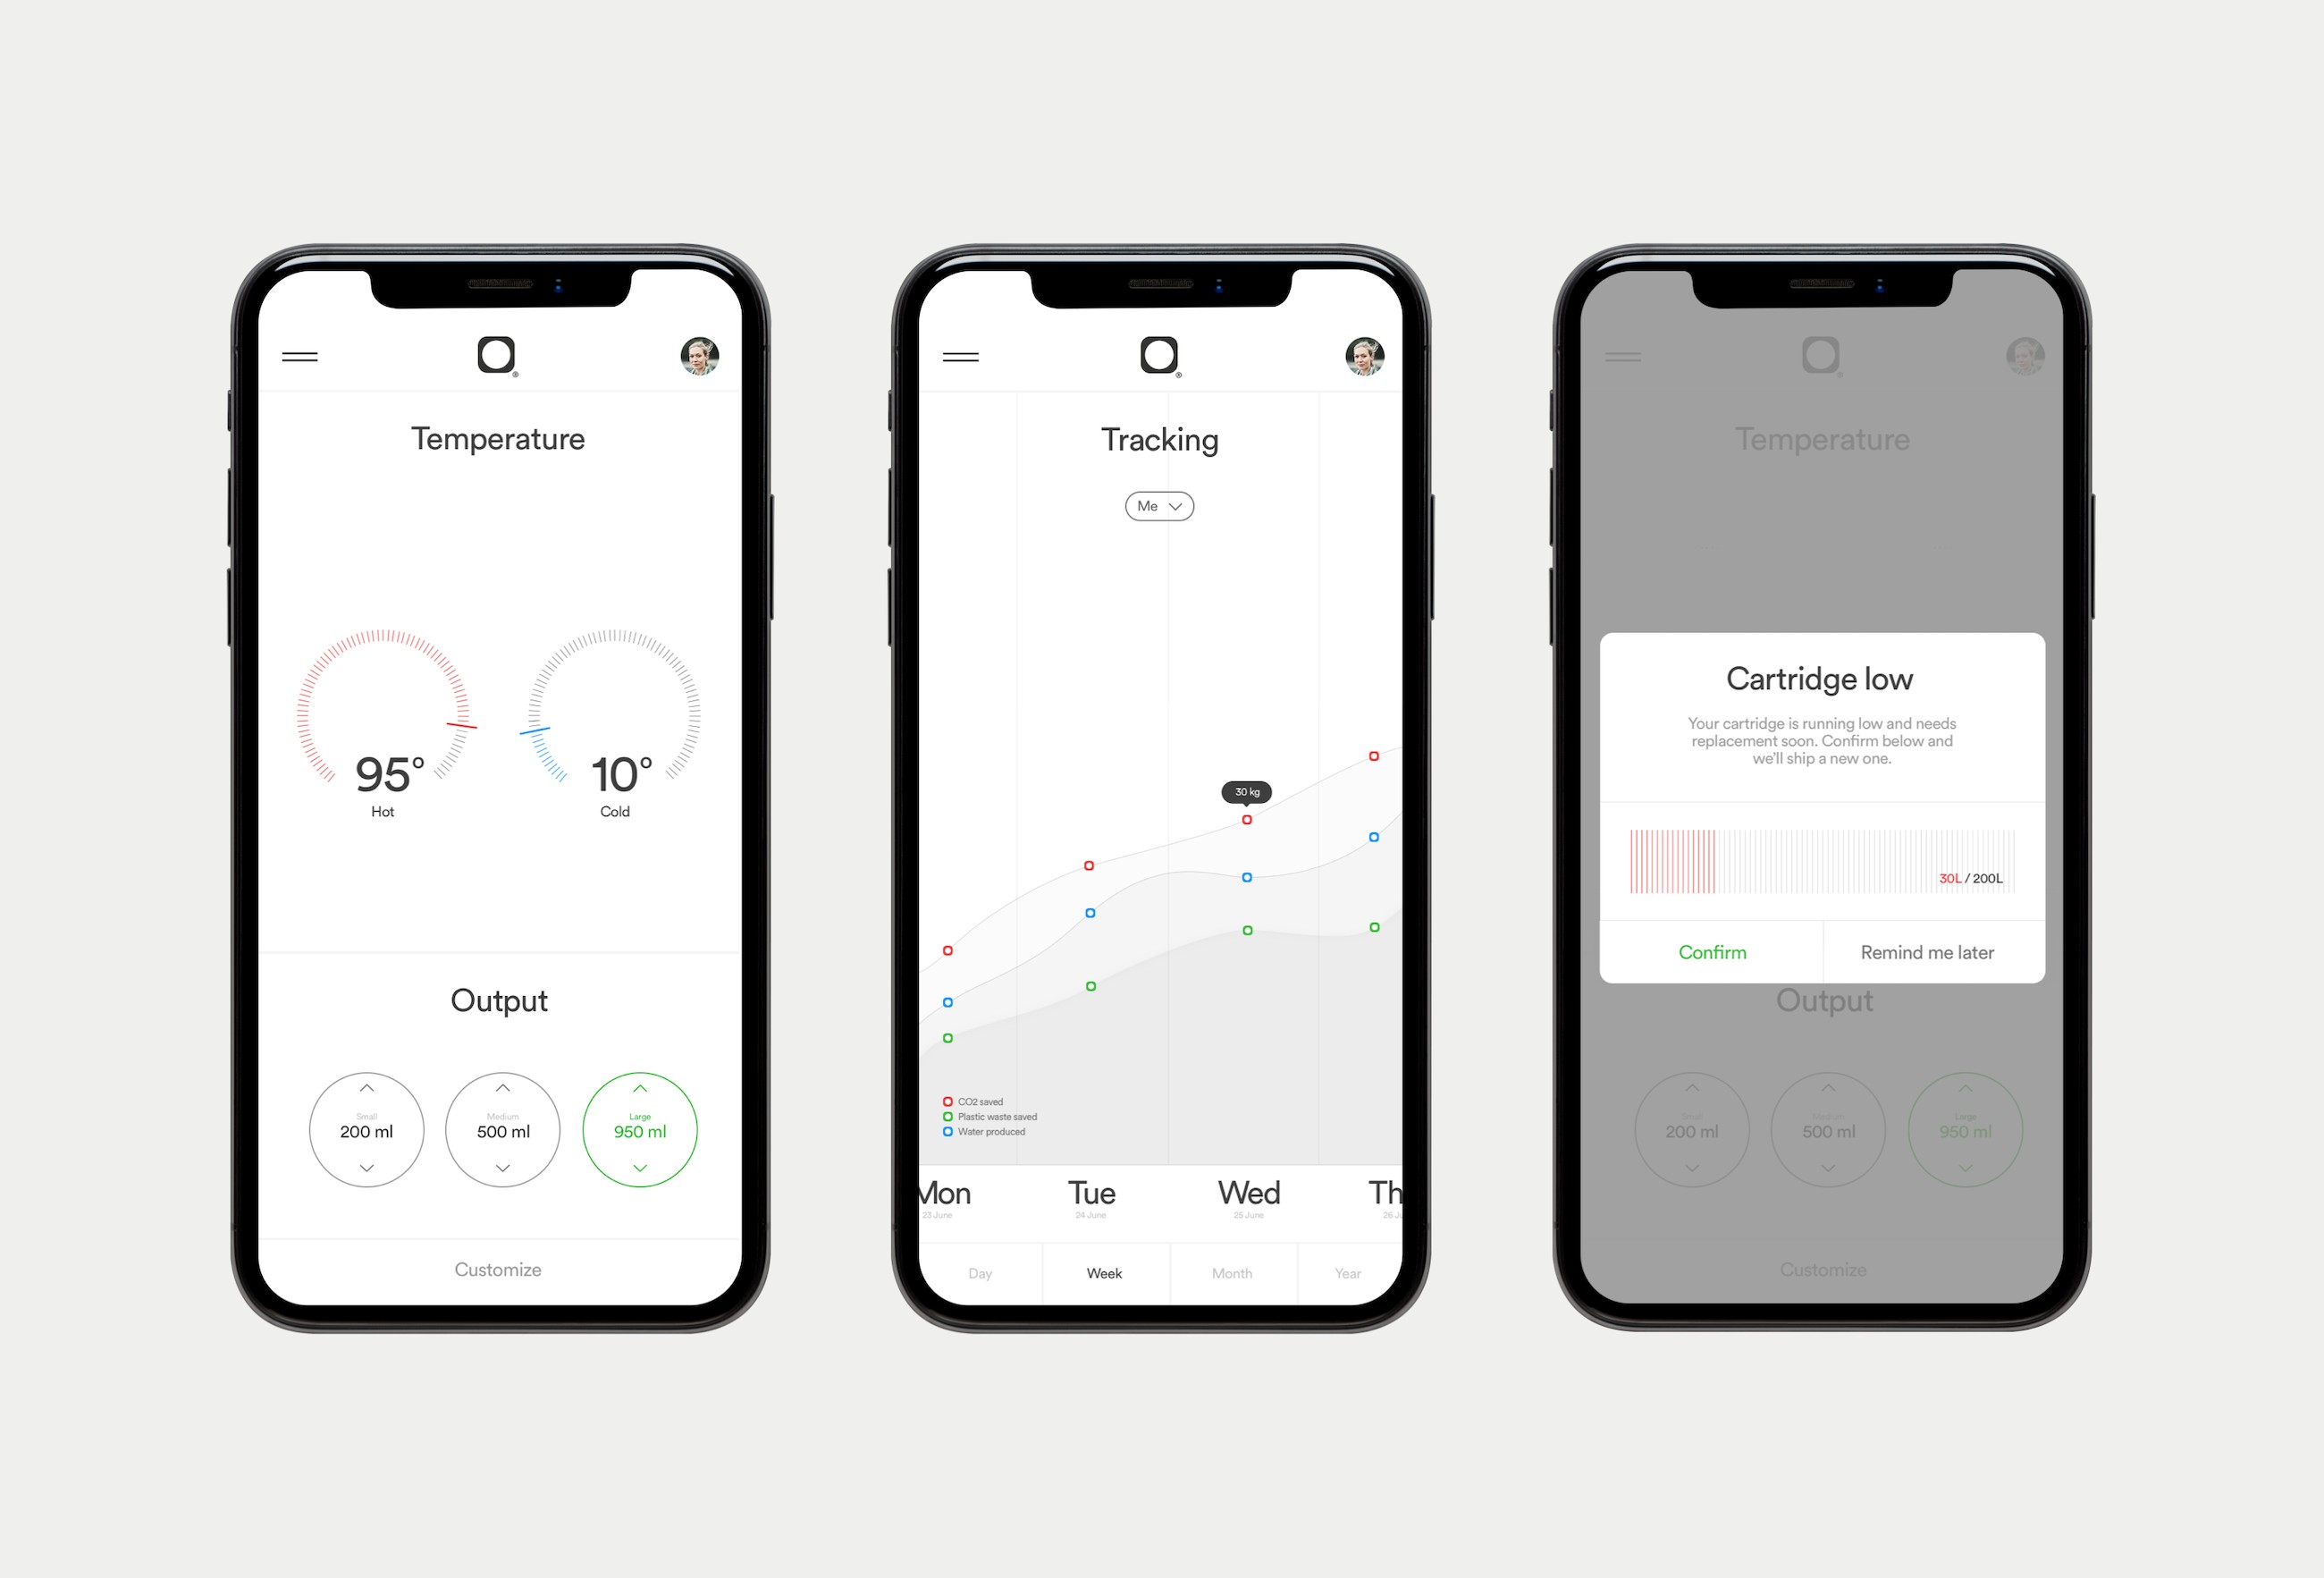 Temperature
95°
Hot
10°
Cold
Output
Small
200 ml
Medium
500 ml
Large
950 ml
Customize
Tracking
Me
30 kg
CO2 saved
Plastic waste saved
Water produced
Mon
23 June
Tue
24 June
Wed
25 June
Th
26 Ju
Day
Week
Month
Year
Temperature
Cartridge low
Your cartridge is running low and needs
replacement soon. Confirm below and
we'll ship a new one.
30L / 200L
Confirm
Remind me later
Output
Small
200 ml
Medium
500 ml
Large
950 ml
Customize